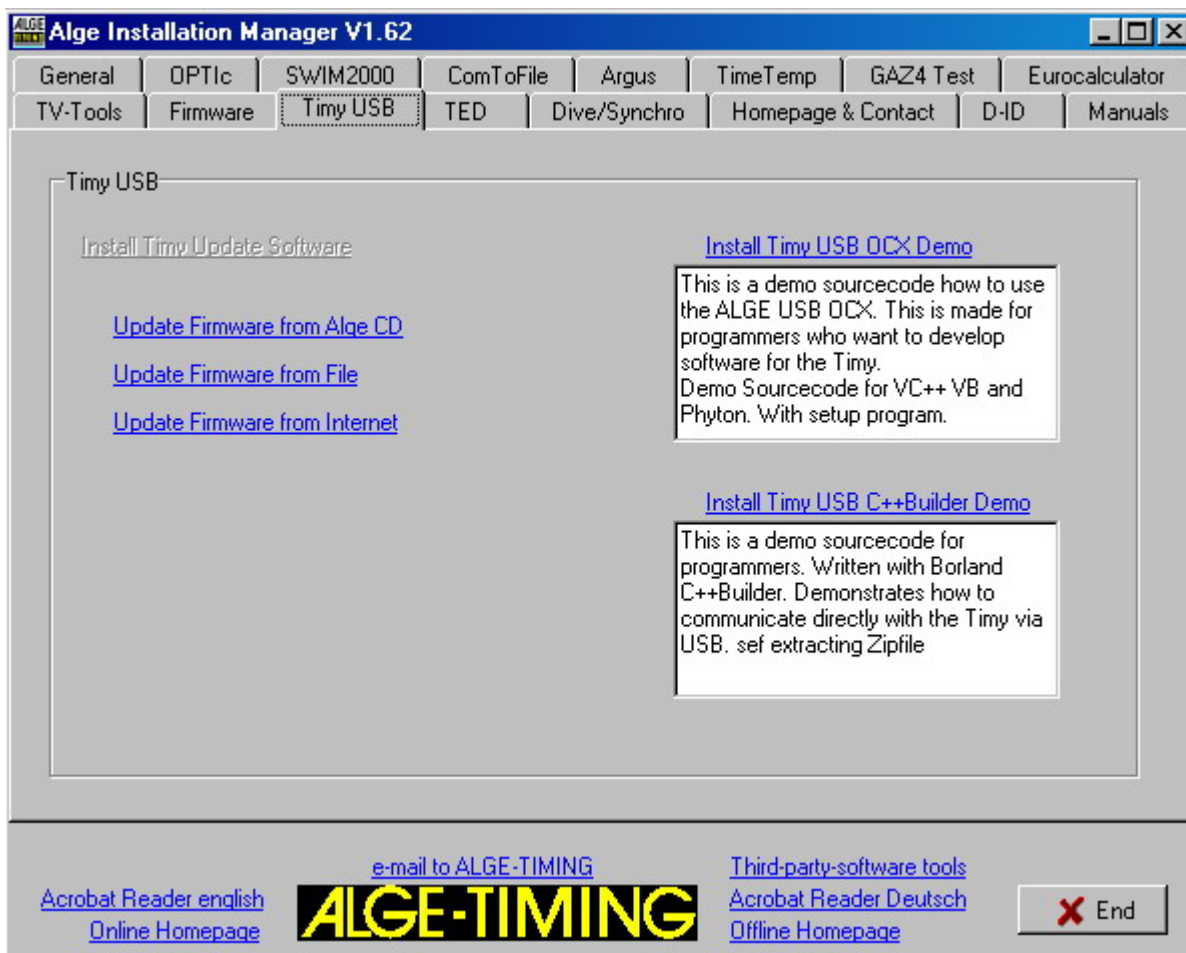 ALGE
Alge Installation Manager V1.62
General OPTIc SWIM2000 ComToFile Argus TimeTemp GAZ4 Test Eurocalculator
TV-Tools Firmware Timy USB TED Dive/Synchro Homepage & Contact D-ID Manuals
Timy USB
Install Timy Update Software
Update Firmware from Alge CD
Update Firmware from File
Update Firmware from Internet
Install Timy USB OCX Demo
This is a demo sourcecode how to use
the ALGE USB OCX. This is made for
programmers who want to develop
software for the Timy.
Demo Sourcecode for VC++ VB and
Phyton. With setup program.
Install Timy USB C++Builder Demo
This is a demo sourcecode for
programmers. Written with Borland
C++Builder. Demonstrates how to
communicate directly with the Timy via
USB. sef extracting Zipfile
Acrobat Reader english
Online Homepage
e-mail to ALGE-TIMING
ALGE-TIMING
Third-party-software tools
Acrobat Reader Deutsch
Offline Homepage
End